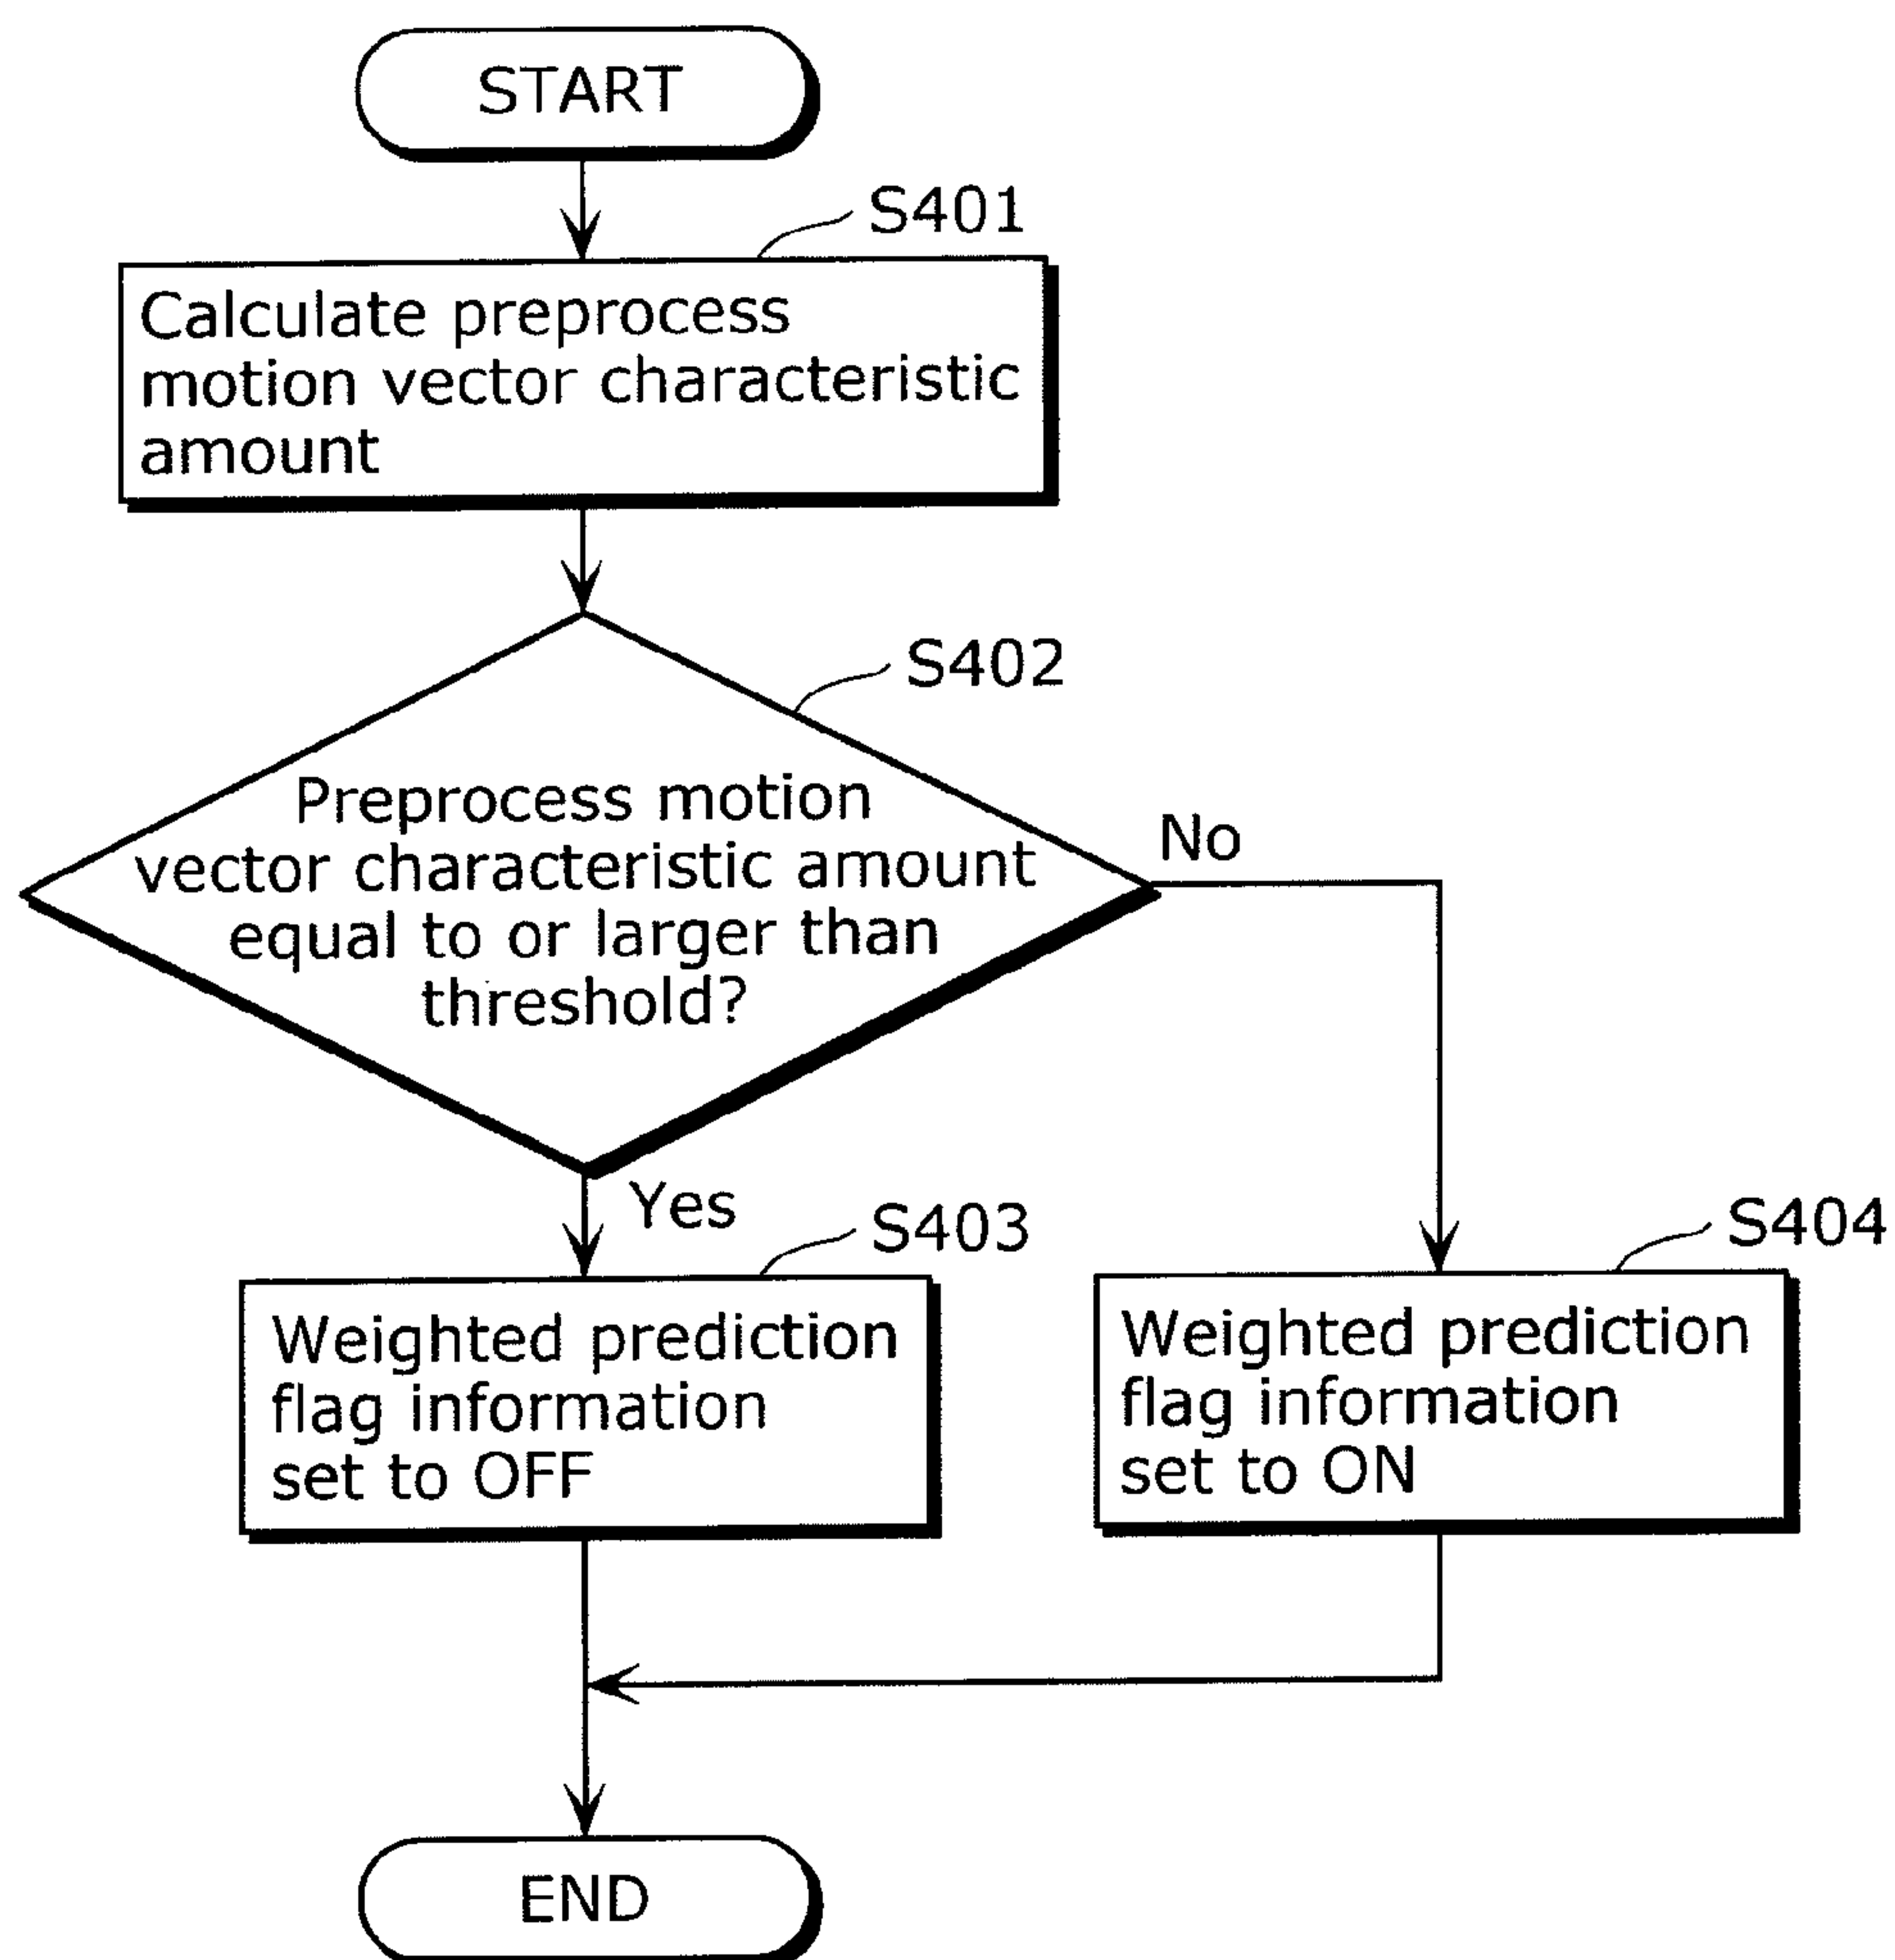 START
S401
Calculate preprocess
motion vector characteristic
amount
S402
Preprocess motion
vector characteristic amount
equal to or larger than
threshold?
No
Yes
S403
Weighted prediction
flag information
set to OFF
S404
Weighted prediction
flag information
set to ON
END